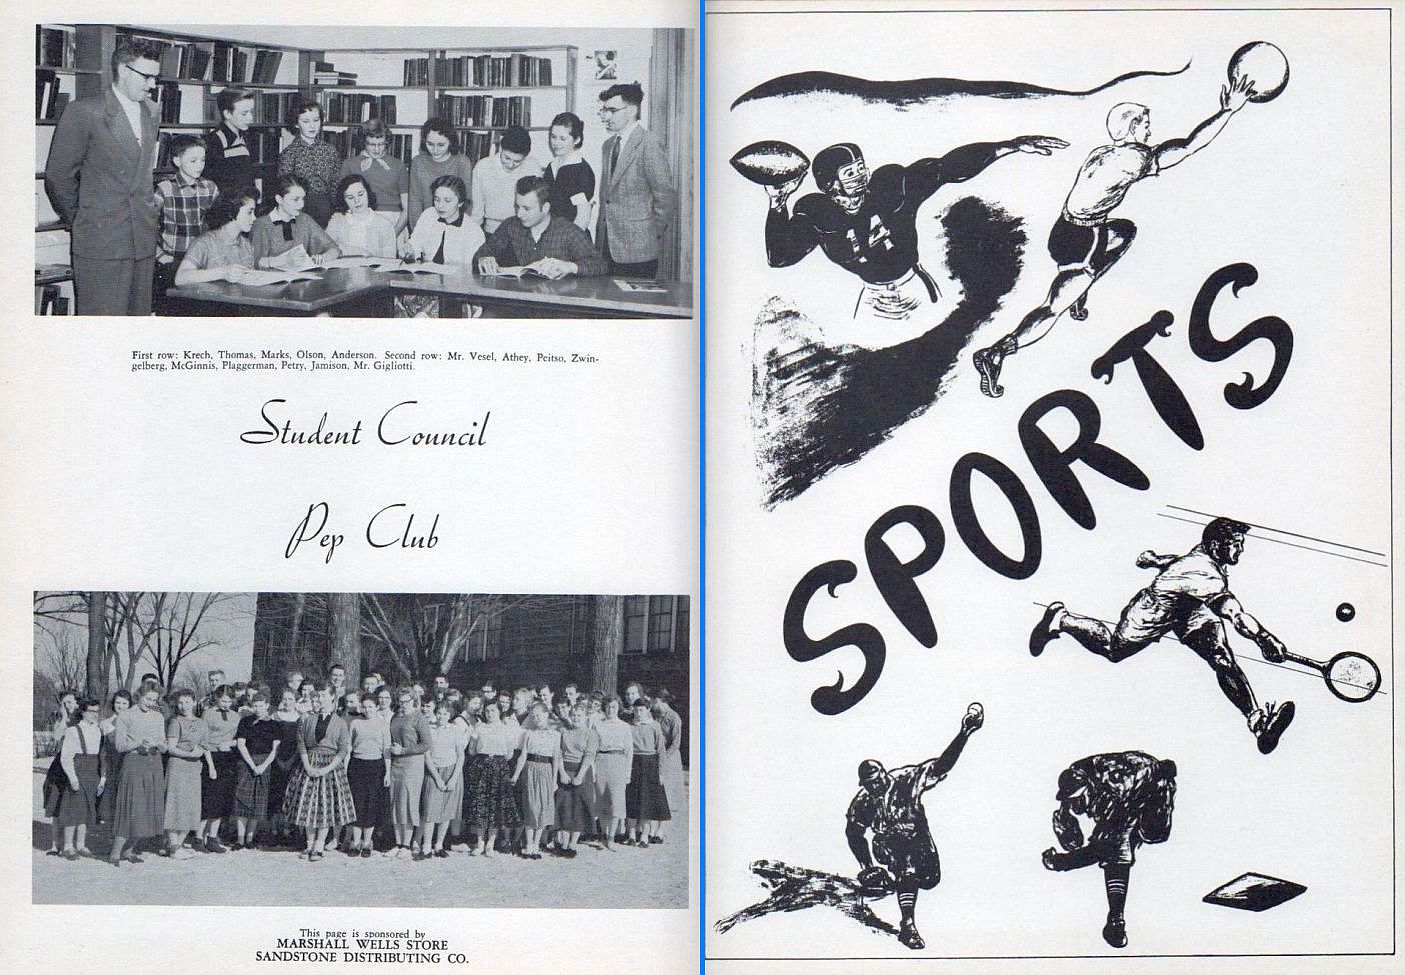 First row: Krech, Thomas, Marks, Olson, Anderson. Second row: Mr. Vesel, Athey, Peitso, Zwin-
gelberg, McGinnis, Plaggerman, Petry, Jamison, Mr. Gigliotti.
Student Council
Pep Club
This page is sponsored by
MARSHALL WELLS STORE
SANDSTONE DISTRIBUTING CO.
14
SPORTS